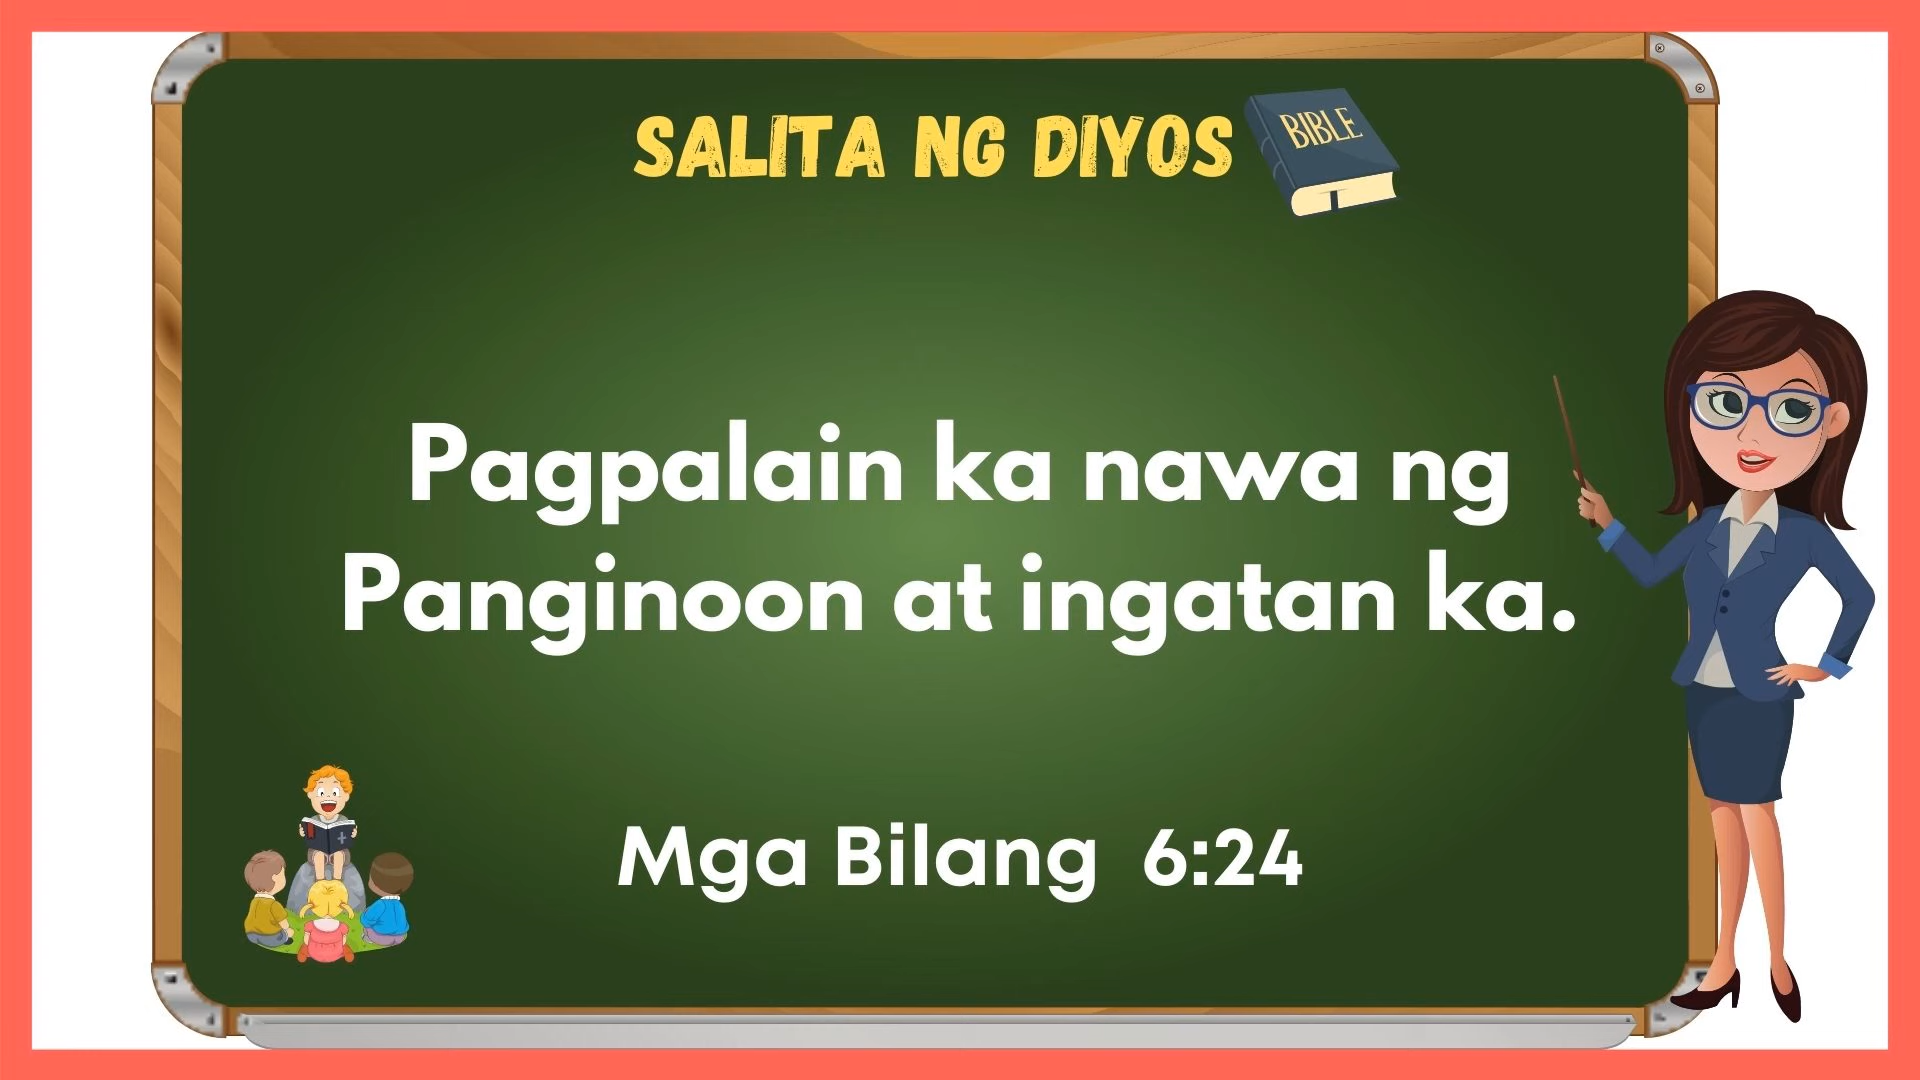 SALITA NG DIYOS
BIBLE
Pagpalain ka nawa ng
Panginoon at ingatan ka.
Mga Bilang 6:24